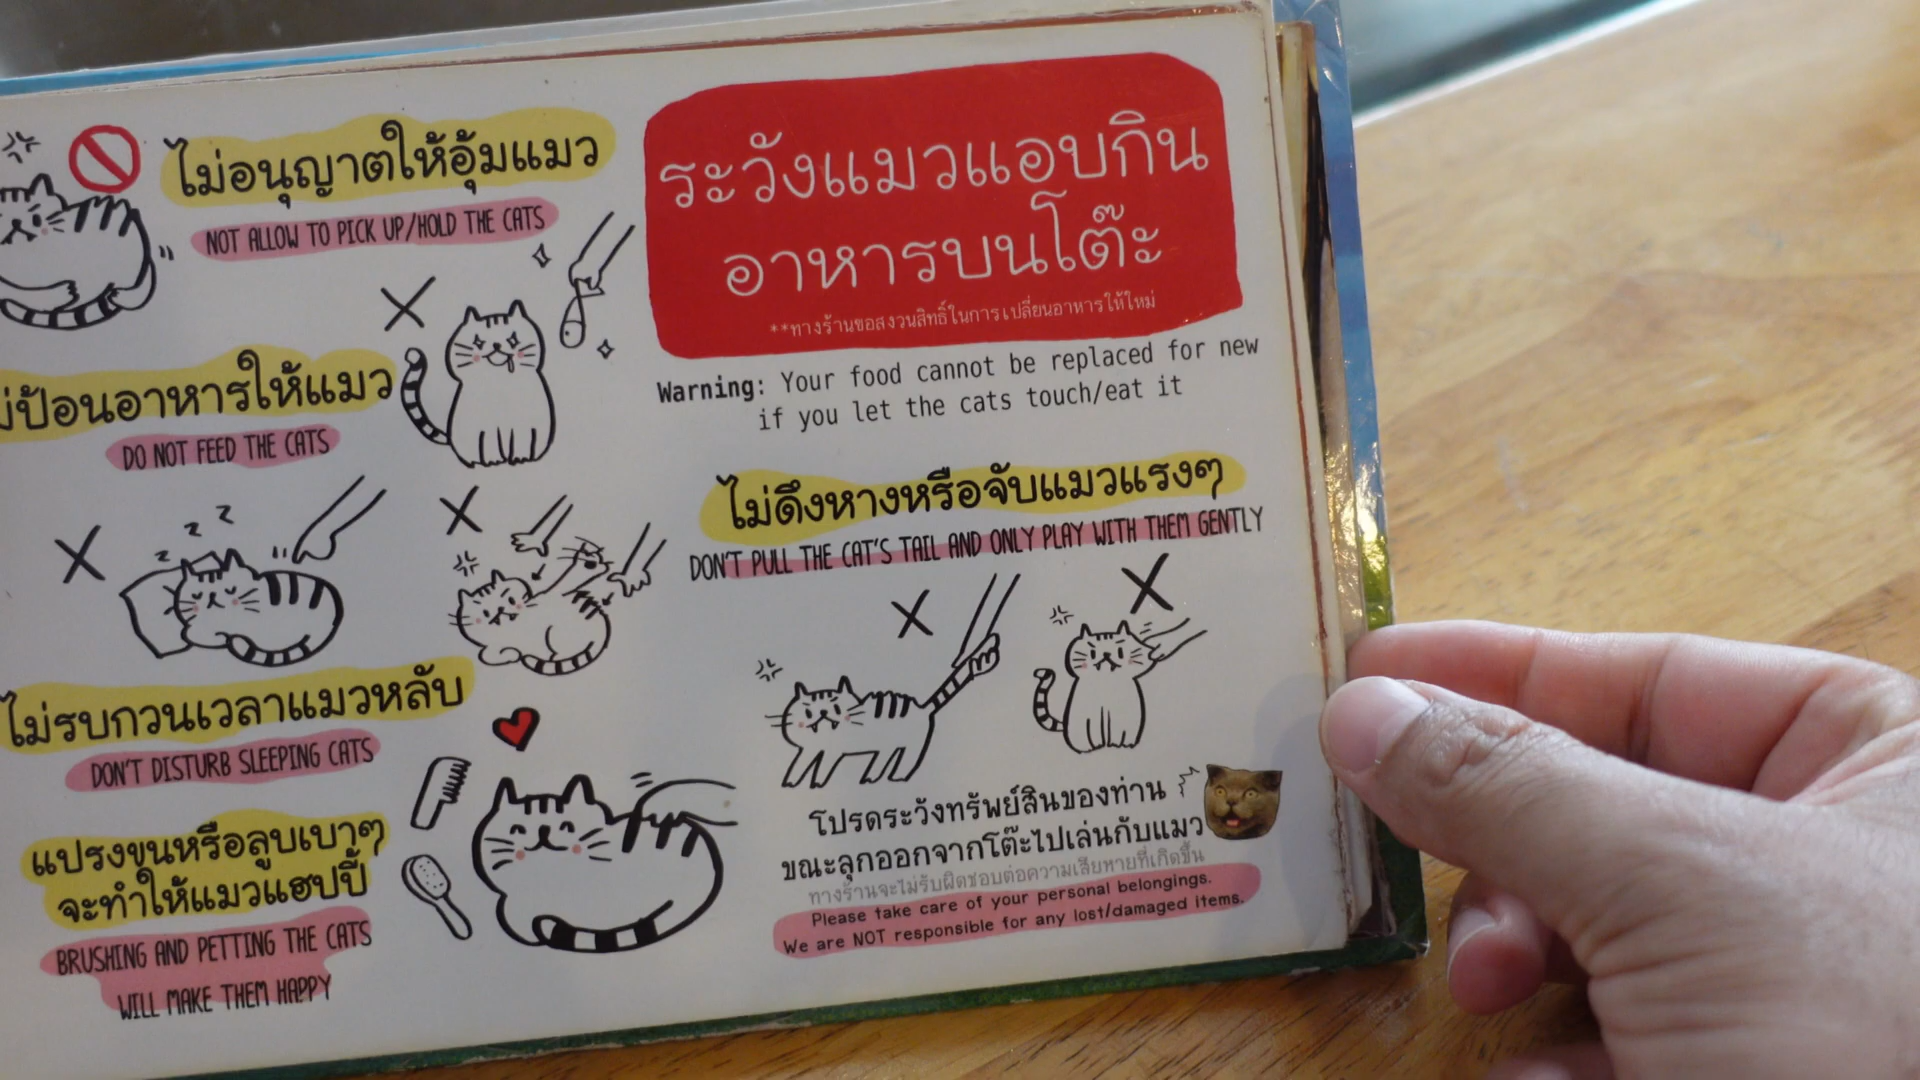 ไม่อนุญาตให้อุ้มแมว
NOT ALLOW TO PICK UP/HOLD THE CATS
ป้อนอาหารให้แมว
DO NOT FEED THE CATS
z z z
ไม่รบกวนเวลาแมวหลับ
DON'T DISTURB SLEEPING CATS
แปรงขนหรือลูบเบาๆ
จะทำให้แมวแฮปปี้
BRUSHING AND PETTING THE CATS
WILL MAKE THEM HAPPY
ระวังแมวแอบกิน
อาหารบนโต๊ะ
**ทางร้านขอสงวนสิทธิ์ในการเปลี่ยนอาหารให้ใหม่
Warning: Your food cannot be replaced for new
if you let the cats touch/eat it
ไม่ดึงหางหรือจับแมวแรงๆ
DON'T PULL THE CAT'S TAIL AND ONLY PLAY WITH THEM GENTLY
โปรดระวังทรัพย์สินของท่าน
ขณะลุกออกจากโต๊ะไปเล่นกับแมว
ทางร้านจะไม่รับผิดชอบต่อความเสียหายที่เกิดขึ้น
Please take care of your personal belongings.
We are NOT responsible for any lost/damaged items.